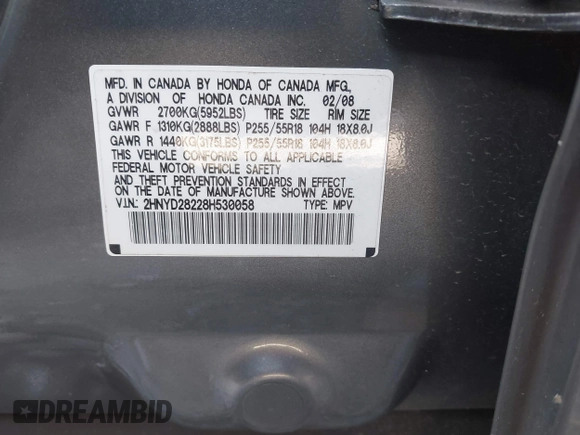 MFD. IN CANADA BY HONDA OF CANADA MFG.,
A DIVISION OF HONDA CANADA INC. 02/08
GVWR 2700KG(5952LBS) TIRE SIZE RIM SIZE
GAWR F 1310KG(2888LBS) P255/55R18 104H 18X8.0J
GAWR R 1440KG(3175LBS) P255/55R18 104H 18X8.0J
THIS VEHICLE CONFORMS TO ALL APPLICABLE
FEDERAL MOTOR VEHICLE SAFETY
AND THEFT PREVENTION STANDARDS IN EFFECT
ON THE DATE OF MANUFACTURE SHOWN ABOVE.
V.I.N.: 2HNYD28228H530058 TYPE: MPV
DREAMBID